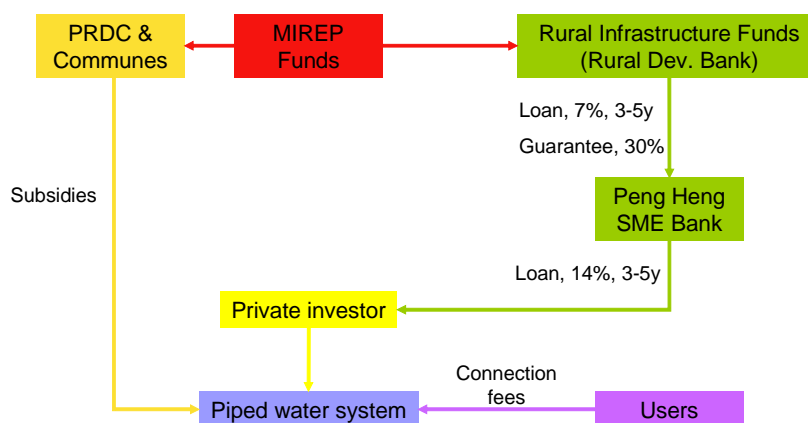 PRDC &
Communes
MIREP
Funds
Rural Infrastructure Funds
(Rural Dev. Bank)
Loan, 7%, 3-5y
Guarantee, 30%
Subsidies
Peng Heng
SME Bank
Loan, 14%, 3-5y
Private investor
Connection
fees
Piped water system
Users